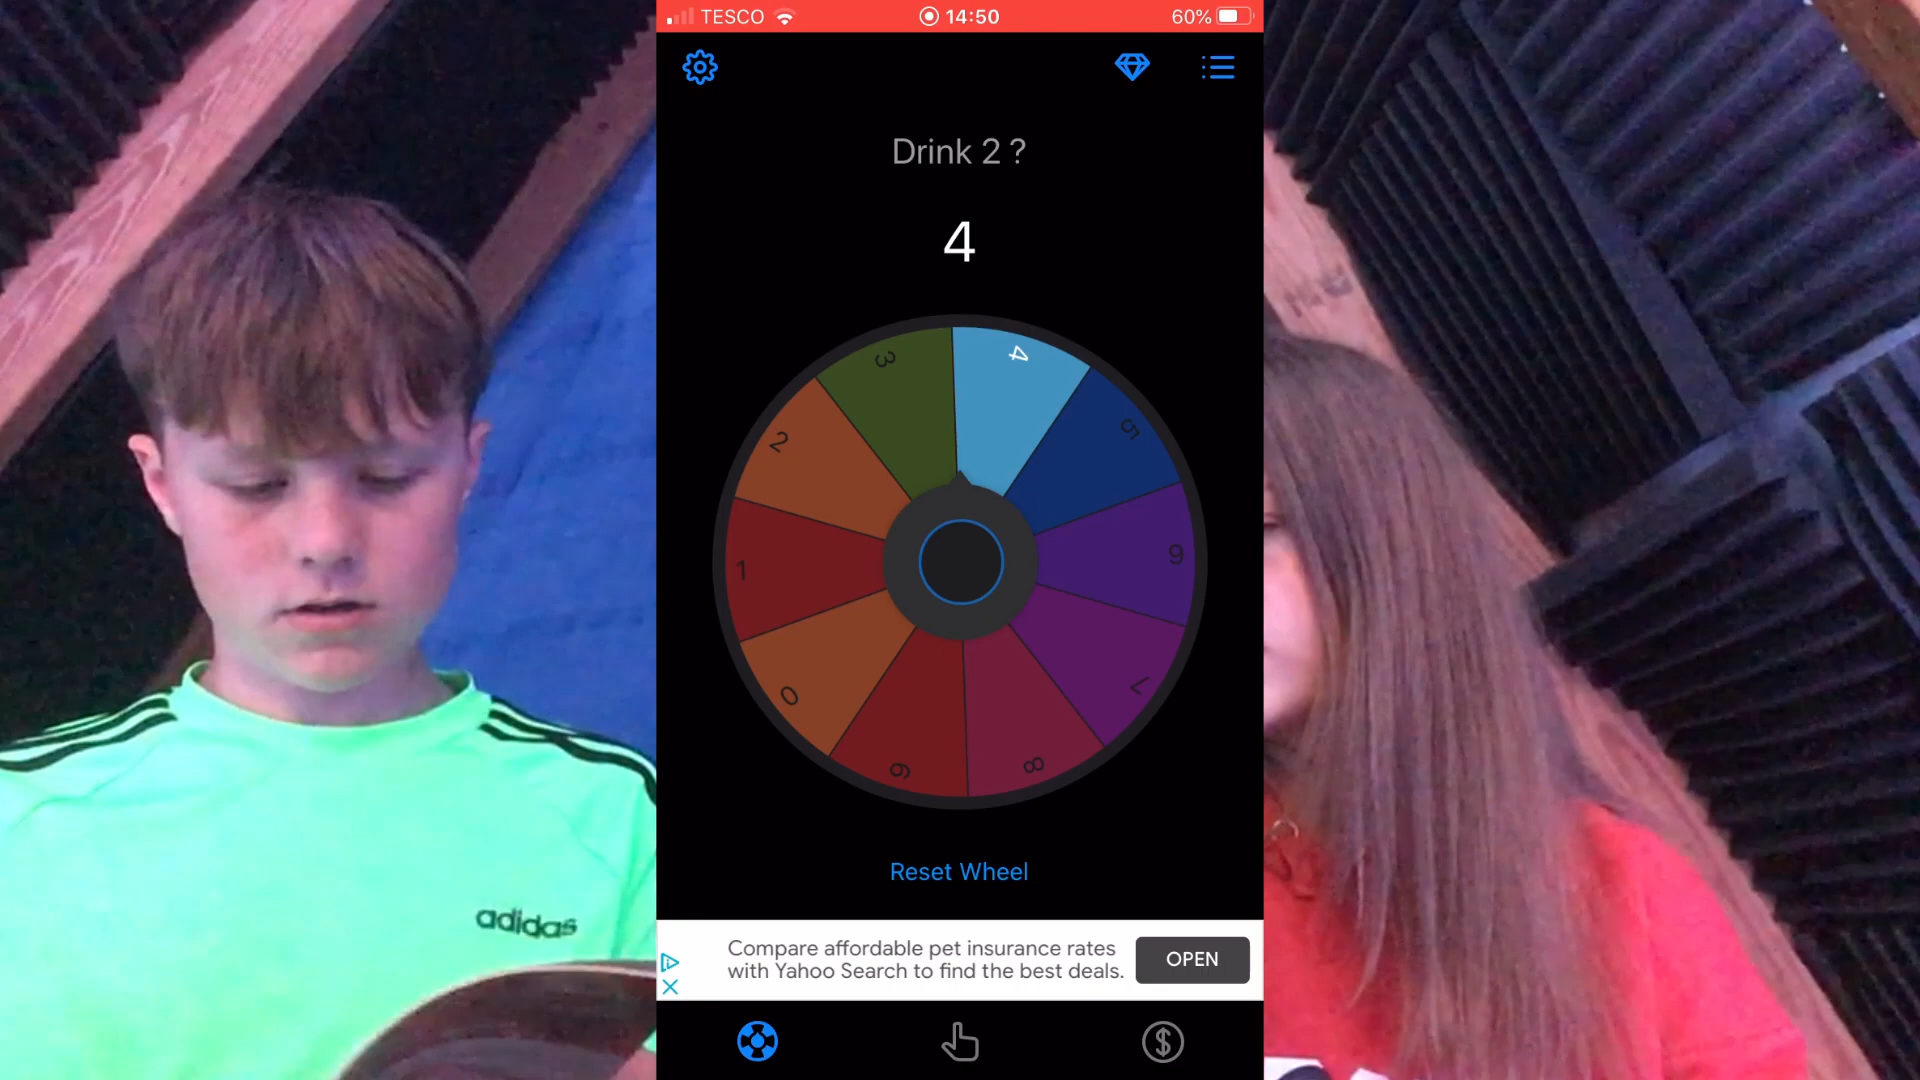 TESCO 14:50 60%
Drink 2 ?
4
3
4
2
5
1
6
0
7
9
8
Reset Wheel
Compare affordable pet insurance rates
with Yahoo Search to find the best deals.
OPEN
adidas